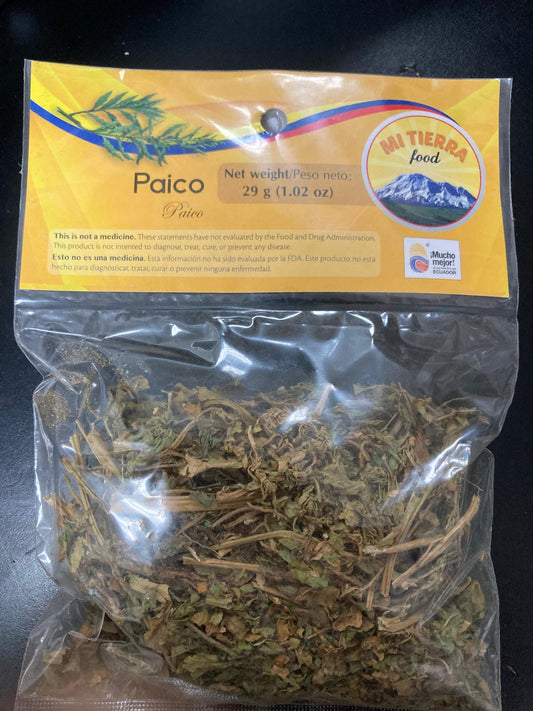 MI TIERRA
food
Paico
Paico
Net weight/Peso neto;
29 g (1.02 oz)
This is not a medicine. These statements have not evaluated by the Food and Drug Administration.
This product is not intended to diagnose, treat, cure, or prevent any disease.
Esto no es una medicina. Esta información no ha sido evaluada por la FDA. Este producto no esta
hecho para diagnosticar, tratar, curar o prevenir ninguna enfermedad.
¡Mucho
mejor!
ECUADOR